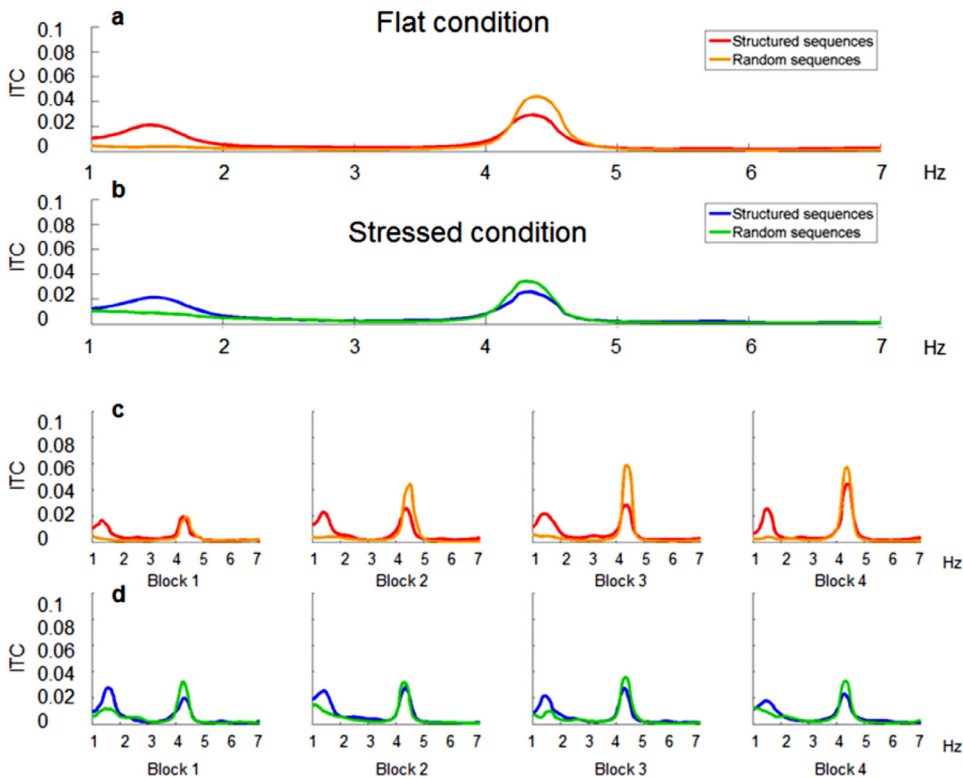 a
Flat condition
ITC
0.1
0.08
0.06
0.04
0.02
0
Structured sequences
Random sequences
1 2 3 4 5 6 7 Hz
b
Stressed condition
ITC
0.1
0.08
0.06
0.04
0.02
0
Structured sequences
Random sequences
1 2 3 4 5 6 7 Hz
c
ITC
0.1
0.08
0.06
0.04
0.02
0
1 2 3 4 5 6 7 1 2 3 4 5 6 7 1 2 3 4 5 6 7 1 2 3 4 5 6 7 Hz
Block 1 Block 2 Block 3 Block 4
d
ITC
0.1
0.08
0.06
0.04
0.02
0
1 2 3 4 5 6 7 1 2 3 4 5 6 7 1 2 3 4 5 6 7 1 2 3 4 5 6 7 Hz
Block 1 Block 2 Block 3 Block 4